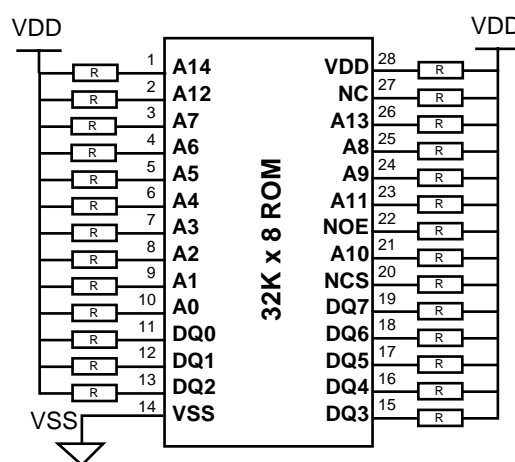 VDD VDD
R 1 A14 VDD 28 R
R 2 A12 NC 27 R
R 3 A7 A13 26 R
R 4 A6 A8 25 R
R 5 A5 A9 24 R
R 6 A4 A11 23 R
R 7 A3 NOE 22 R
R 8 A2 A10 21 R
R 9 A1 NCS 20 R
R 10 A0 DQ7 19 R
R 11 DQ0 DQ6 18 R
R 12 DQ1 DQ5 17 R
R 13 DQ2 DQ4 16 R
VSS 14 VSS DQ3 15 R
32K x 8 ROM